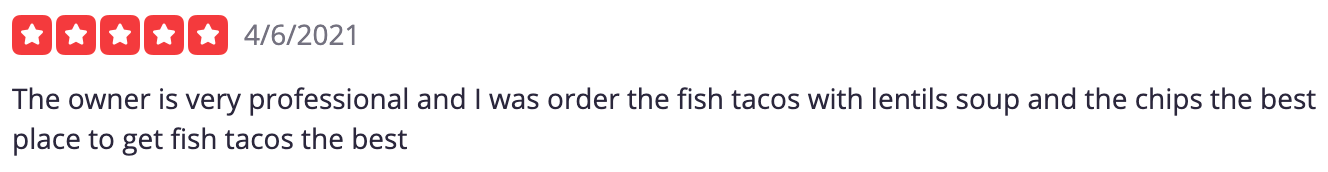 4/6/2021
The owner is very professional and I was order the fish tacos with lentils soup and the chips the best
place to get fish tacos the best